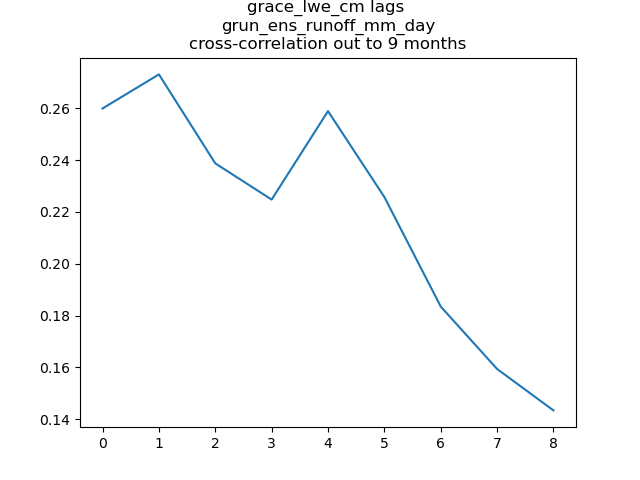 grace_lwe_cm lags
grun_ens_runoff_mm_day
cross-correlation out to 9 months
0.26
0.24
0.22
0.20
0.18
0.16
0.14
0 1 2 3 4 5 6 7 8